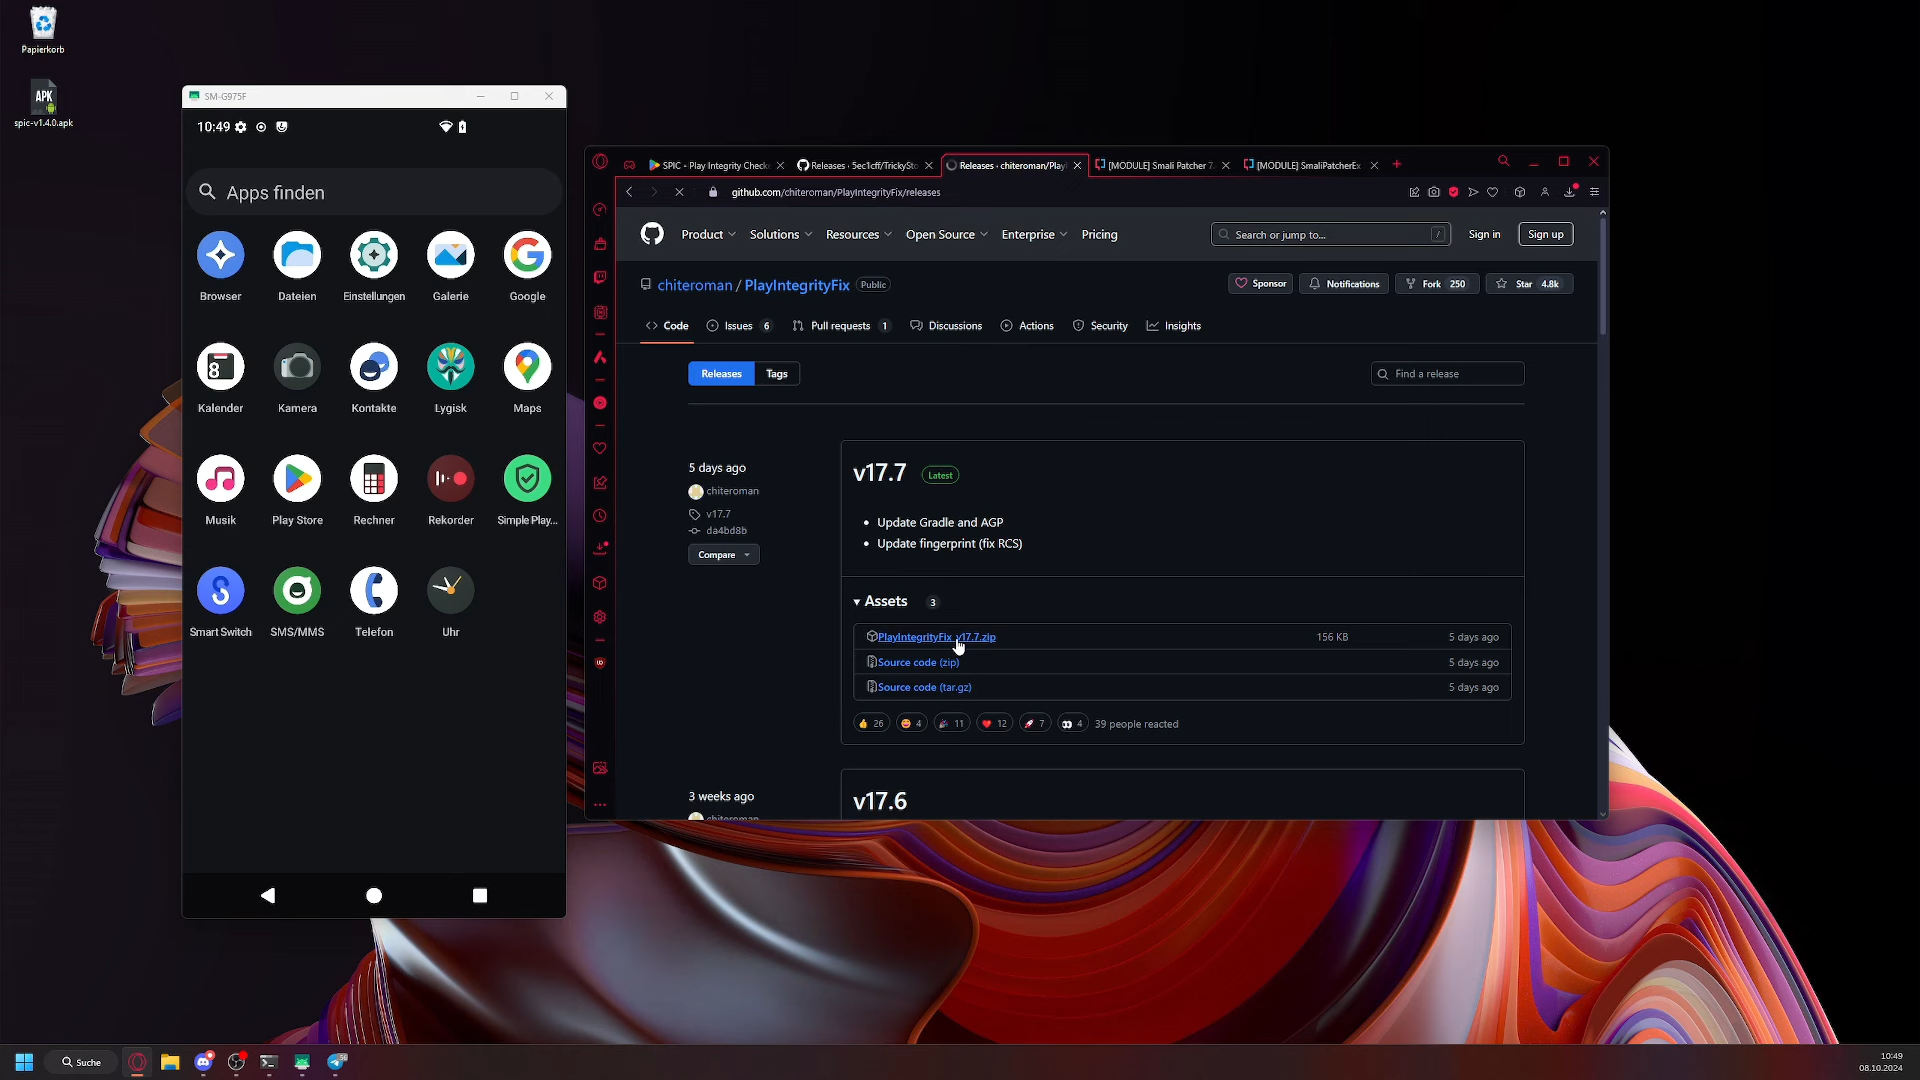 Papierkorb
APK
spic-v1.4.0.apk
SM-G975F
10:49
Apps finden
Browser
Dateien
Einstellungen
Galerie
Google
8
Kalender
Kamera
Kontakte
Lygisk
Maps
Musik
Play Store
Rechner
Rekorder
Simple Play...
Smart Switch
SMS/MMS
Telefon
Uhr
SPIC - Play Integrity Checke
Releases · 5ec1cff/TrickySto
Releases · chiteroman/Play
[MODULE] Smali Patcher 7.
[MODULE] SmaliPatcherEx
github.com/chiteroman/PlayIntegrityFix/releases
Product
Solutions
Resources
Open Source
Enterprise
Pricing
Search or jump to...
/
Sign in
Sign up
chiteroman / PlayIntegrityFix
Public
Sponsor
Notifications
Fork 250
Star 4.8k
Code
Issues 6
Pull requests 1
Discussions
Actions
Security
Insights
Releases
Tags
Find a release
5 days ago
chiteroman
v17.7
da4bd8b
Compare
v17.7
Latest
Update Gradle and AGP
Update fingerprint (fix RCS)
Assets 3
PlayIntegrityFix_v17.7.zip
156 KB
5 days ago
Source code (zip)
5 days ago
Source code (tar.gz)
5 days ago
26
4
11
12
7
4
39 people reacted
3 weeks ago
chiteroman
v17.6
Suche
10:49
08.10.2024